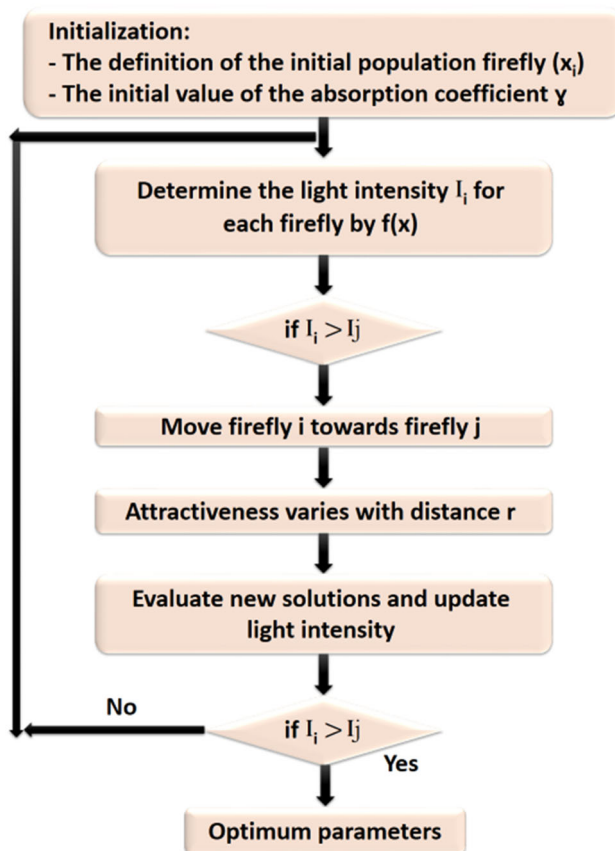 Initialization:
- The definition of the initial population firefly (xᵢ)
- The initial value of the absorption coefficient ɣ
Determine the light intensity Iᵢ for
each firefly by f(x)
if Iᵢ > Ij
Move firefly i towards firefly j
Attractiveness varies with distance r
Evaluate new solutions and update
light intensity
No
if Iᵢ > Ij
Yes
Optimum parameters